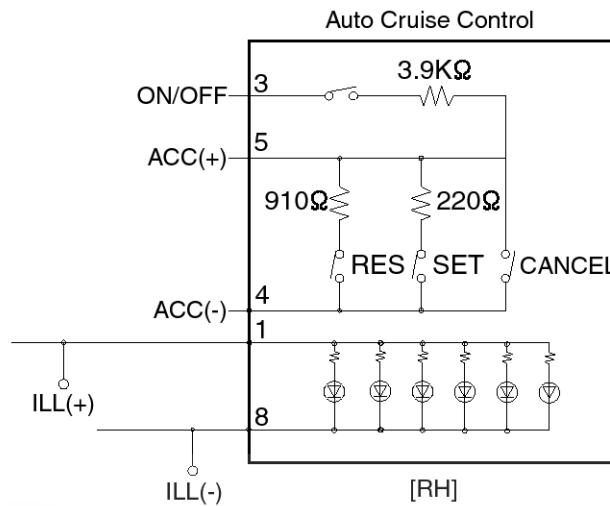 Auto Cruise Control
3.9KΩ
ON/OFF 3
5
ACC(+)
910Ω 220Ω
RES SET CANCEL
ACC(-) 4
1
ILL(+)
8
ILL(-)
[RH]